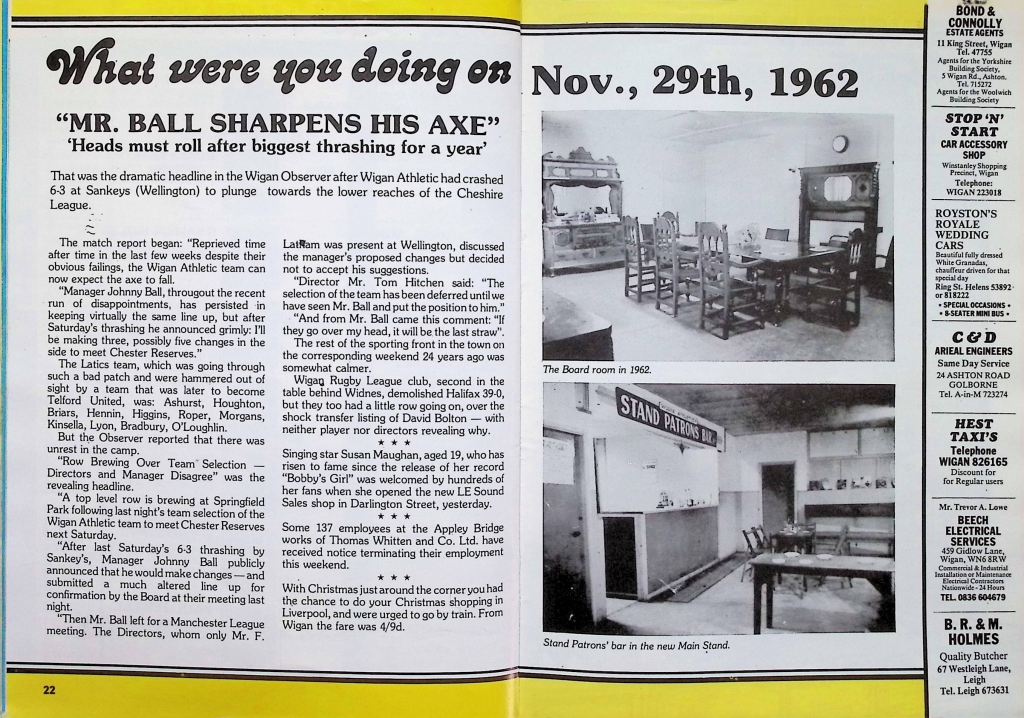 What were you doing on Nov., 29th, 1962
"MR. BALL SHARPENS HIS AXE"
'Heads must roll after biggest thrashing for a year'
That was the dramatic headline in the Wigan Observer after Wigan Athletic had crashed
6-3 at Sankeys (Wellington) to plunge towards the lower reaches of the Cheshire
League.
The match report began: "Reprieved time
after time in the last few weeks despite their
obvious failings, the Wigan Athletic team can
now expect the axe to fall.
"Manager Johnny Ball, througout the recent
run of disappointments, has persisted in
keeping virtually the same line up, but after
Saturday's thrashing he announced grimly: I'll
be making three, possibly five changes in the
side to meet Chester Reserves."
The Latics team, which was going through
such a bad patch and were hammered out of
sight by a team that was later to become
Telford United, was: Ashurst, Houghton,
Briars, Hennin, Higgins, Roper, Morgans,
Kinsella, Lyon, Bradbury, O'Loughlin.
But the Observer reported that there was
unrest in the camp.
"Row Brewing Over Team Selection —
Directors and Manager Disagree" was the
revealing headline.
"A top level row is brewing at Springfield
Park following last night's team selection of the
Wigan Athletic team to meet Chester Reserves
next Saturday.
"After last Saturday's 6-3 thrashing by
Sankey's, Manager Johnny Ball publicly
announced that he would make changes — and
submitted a much altered line up for
confirmation by the Board at their meeting last
night.
"Then Mr. Ball left for a Manchester League
meeting. The Directors, whom only Mr. F.
Latham was present at Wellington, discussed
the manager's proposed changes but decided
not to accept his suggestions.
"Director Mr. Tom Hitchen said: "The
selection of the team has been deferred until we
have seen Mr. Ball and put the position to him."
"And from Mr. Ball came this comment: "If
they go over my head, it will be the last straw".
The rest of the sporting front in the town on
the corresponding weekend 24 years ago was
somewhat calmer.
Wigan Rugby League club, second in the
table behind Widnes, demolished Halifax 39-0,
but they too had a little row going on, over the
shock transfer listing of David Bolton — with
neither player nor directors revealing why.
★ ★ ★
Singing star Susan Maughan, aged 19, who has
risen to fame since the release of her record
"Bobby's Girl" was welcomed by hundreds of
her fans when she opened the new LE Sound
Sales shop in Darlington Street, yesterday.
★ ★ ★
Some 137 employees at the Appley Bridge
works of Thomas Whitten and Co. Ltd. have
received notice terminating their employment
this weekend.
★ ★ ★
With Christmas just around the corner you had
the chance to do your Christmas shopping in
Liverpool, and were urged to go by train. From
Wigan the fare was 4/9d.
22
The Board room in 1962.
STAND PATRONS BAR
Stand Patrons' bar in the new Main Stand.
BOND &
CONNOLLY
ESTATE AGENTS
11 King Street, Wigan
Tel. 47755
Agents for the Yorkshire
Building Society,
5 Wigan Rd., Ashton.
Tel. 715272
Agents for the Woolwich
Building Society
STOP 'N'
START
CAR ACCESSORY
SHOP
Winstanley Shopping
Precinct, Wigan
Telephone:
WIGAN 223018
ROYSTON'S
ROYALE
WEDDING
CARS
Beautiful fully dressed
White Granadas,
chauffeur driven for that
special day
Ring St. Helens 53892
or 818222
• SPECIAL OCCASIONS •
• 8-SEATER MINI BUS •
C & D
ARIEAL ENGINEERS
Same Day Service
24 ASHTON ROAD
GOLBORNE
Tel. A-in-M 723274
HEST
TAXI'S
Telephone
WIGAN 826165
Discount for
for Regular users
Mr. Trevor A. Lowe
BEECH
ELECTRICAL
SERVICES
459 Gidlow Lane,
Wigan, WN6 8RW
Commercial & Industrial
Installation or Maintenance
Electrical Contractors
Nationwide - 24 Hours
TEL. 0836 604679
B. R. & M.
HOLMES
Quality Butcher
67 Westleigh Lane,
Leigh
Tel. Leigh 673631